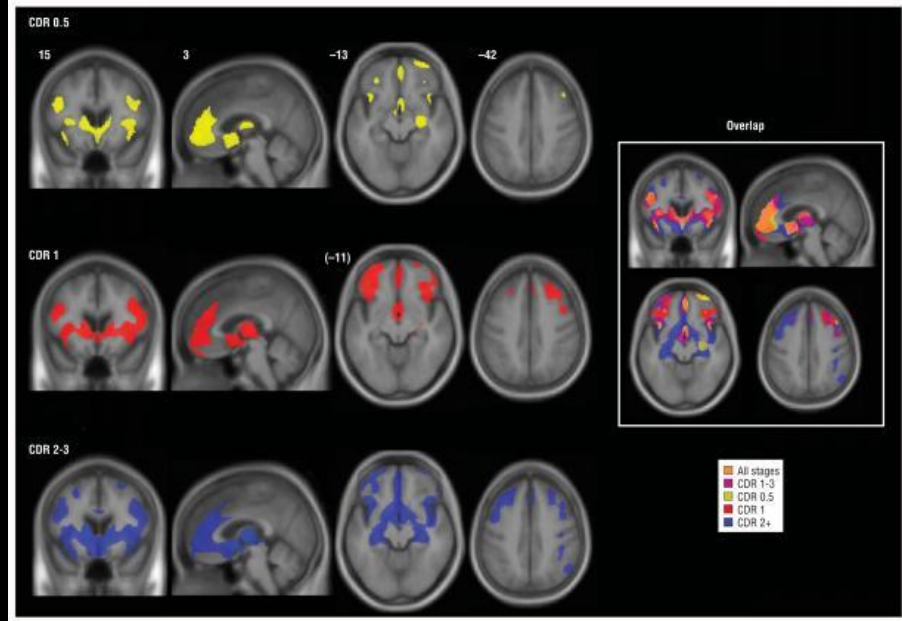 CDR 0.5
15
3
–13
–42
Overlap
CDR 1
(–11)
CDR 2-3
All stages
CDR 1-3
CDR 0.5
CDR 1
CDR 2+